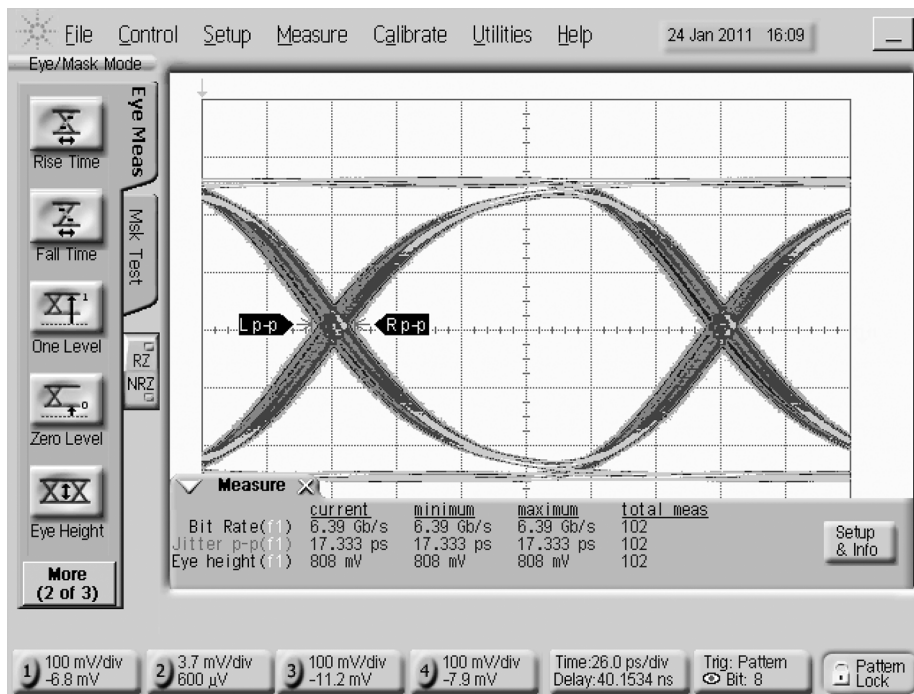 File Control Setup Measure Calibrate Utilities Help 24 Jan 2011 16:09
Eye/Mask Mode
Eye Meas
Msk Test
Rise Time
Fall Time
One Level
Zero Level
Eye Height
More
(2 of 3)
RZ
NRZ
L p-p
R p-p
Measure
current minimum maximum total meas
Bit Rate(f1) 6.39 Gb/s 6.39 Gb/s 6.39 Gb/s 102
Jitter p-p(f1) 17.333 ps 17.333 ps 17.333 ps 102
Eye height(f1) 808 mV 808 mV 808 mV 102
Setup
& Info
1) 100 mV/div
-6.8 mV
2) 3.7 mV/div
600 µV
3) 100 mV/div
-11.2 mV
4) 100 mV/div
-7.9 mV
Time:26.0 ps/div
Delay:40.1534 ns
Trig: Pattern
Bit: 8
Pattern
Lock